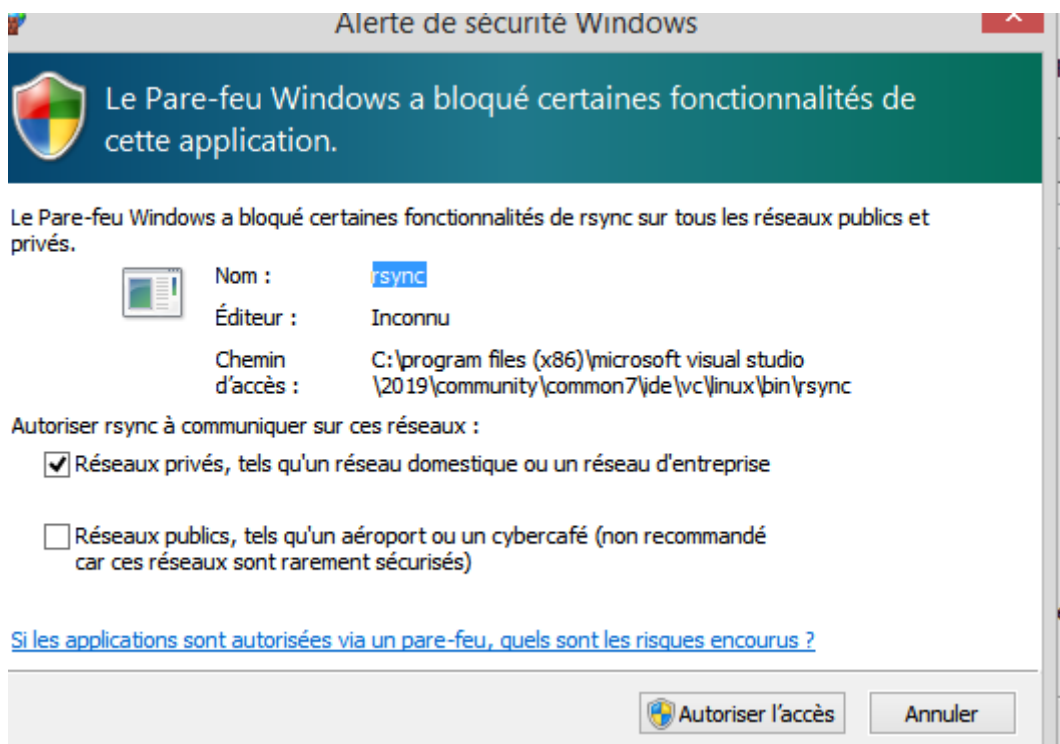 Alerte de sécurité Windows
Le Pare-feu Windows a bloqué certaines fonctionnalités de
cette application.
Le Pare-feu Windows a bloqué certaines fonctionnalités de rsync sur tous les réseaux publics et
privés.
Nom : rsync
Éditeur : Inconnu
Chemin C:\program files (x86)\microsoft visual studio
d'accès : \2019\community\common7\ide\vc\linux\bin\rsync
Autoriser rsync à communiquer sur ces réseaux :
Réseaux privés, tels qu'un réseau domestique ou un réseau d'entreprise
Réseaux publics, tels qu'un aéroport ou un cybercafé (non recommandé
car ces réseaux sont rarement sécurisés)
Si les applications sont autorisées via un pare-feu, quels sont les risques encourus ?
Autoriser l'accès Annuler